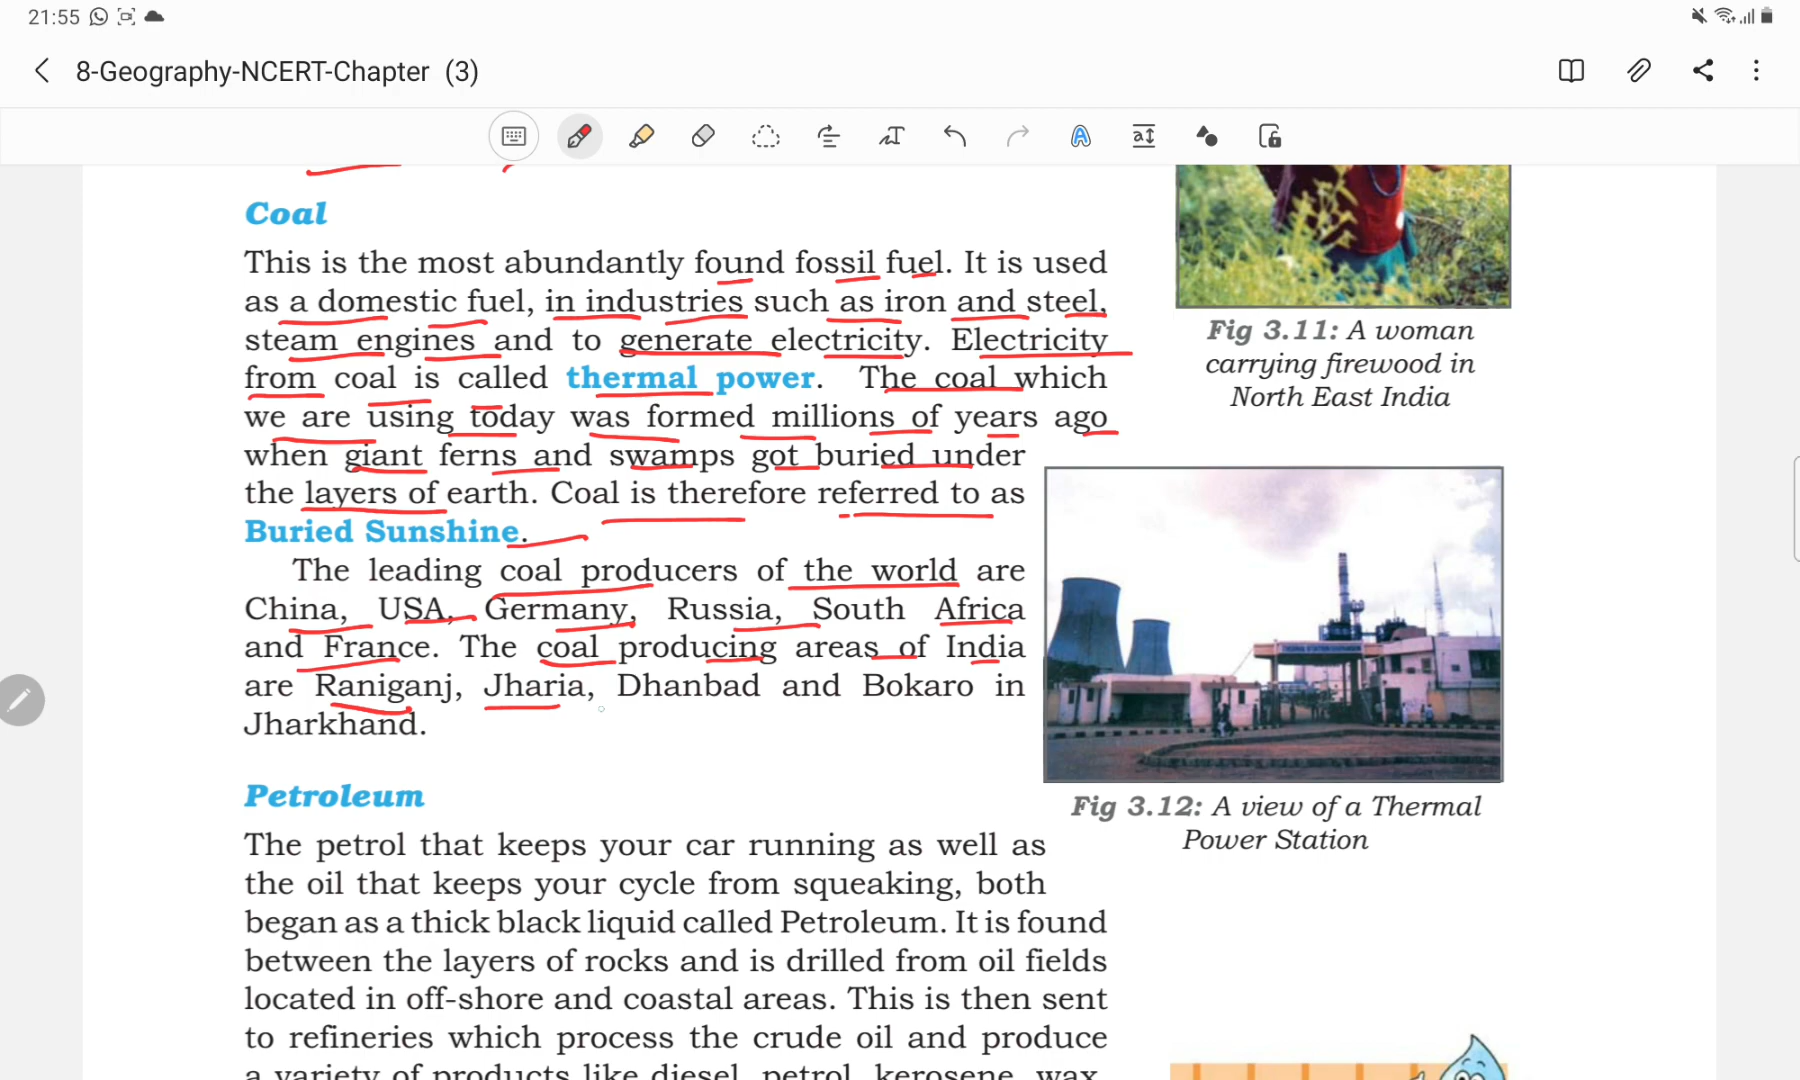 21:55
8-Geography-NCERT-Chapter (3)
Coal
This is the most abundantly found fossil fuel. It is used
as a domestic fuel, in industries such as iron and steel,
steam engines and to generate electricity. Electricity
from coal is called thermal power. The coal which
we are using today was formed millions of years ago
when giant ferns and swamps got buried under
the layers of earth. Coal is therefore referred to as
Buried Sunshine.
The leading coal producers of the world are
China, USA, Germany, Russia, South Africa
and France. The coal producing areas of India
are Raniganj, Jharia, Dhanbad and Bokaro in
Jharkhand.
Petroleum
The petrol that keeps your car running as well as
the oil that keeps your cycle from squeaking, both
began as a thick black liquid called Petroleum. It is found
between the layers of rocks and is drilled from oil fields
located in off-shore and coastal areas. This is then sent
to refineries which process the crude oil and produce
a variety of products like diesel, petrol, kerosene, wax,
Fig 3.11: A woman
carrying firewood in
North East India
Fig 3.12: A view of a Thermal
Power Station